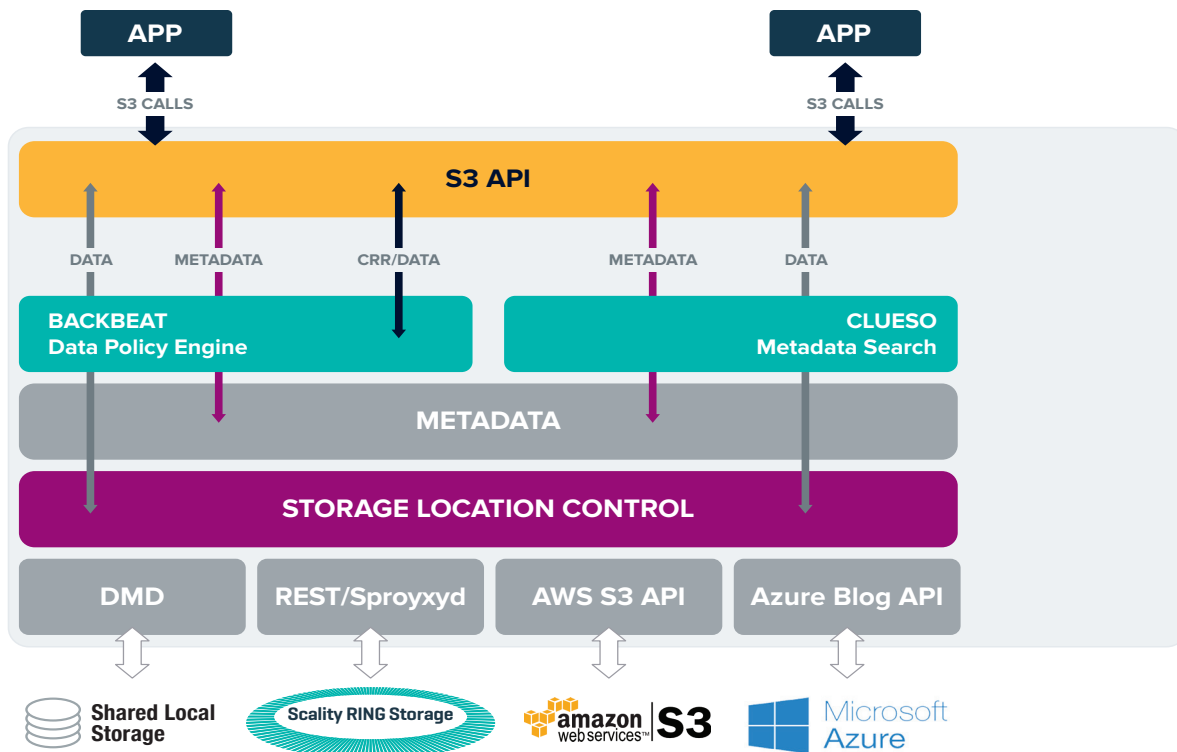 APP
APP
S3 CALLS
S3 CALLS
S3 API
DATA
METADATA
CRR/DATA
METADATA
DATA
BACKBEAT
Data Policy Engine
CLUESO
Metadata Search
METADATA
STORAGE LOCATION CONTROL
DMD
REST/Sproyxyd
AWS S3 API
Azure Blog API
Shared Local
Storage
Scality RING Storage
amazon
web services™
S3
Microsoft
Azure